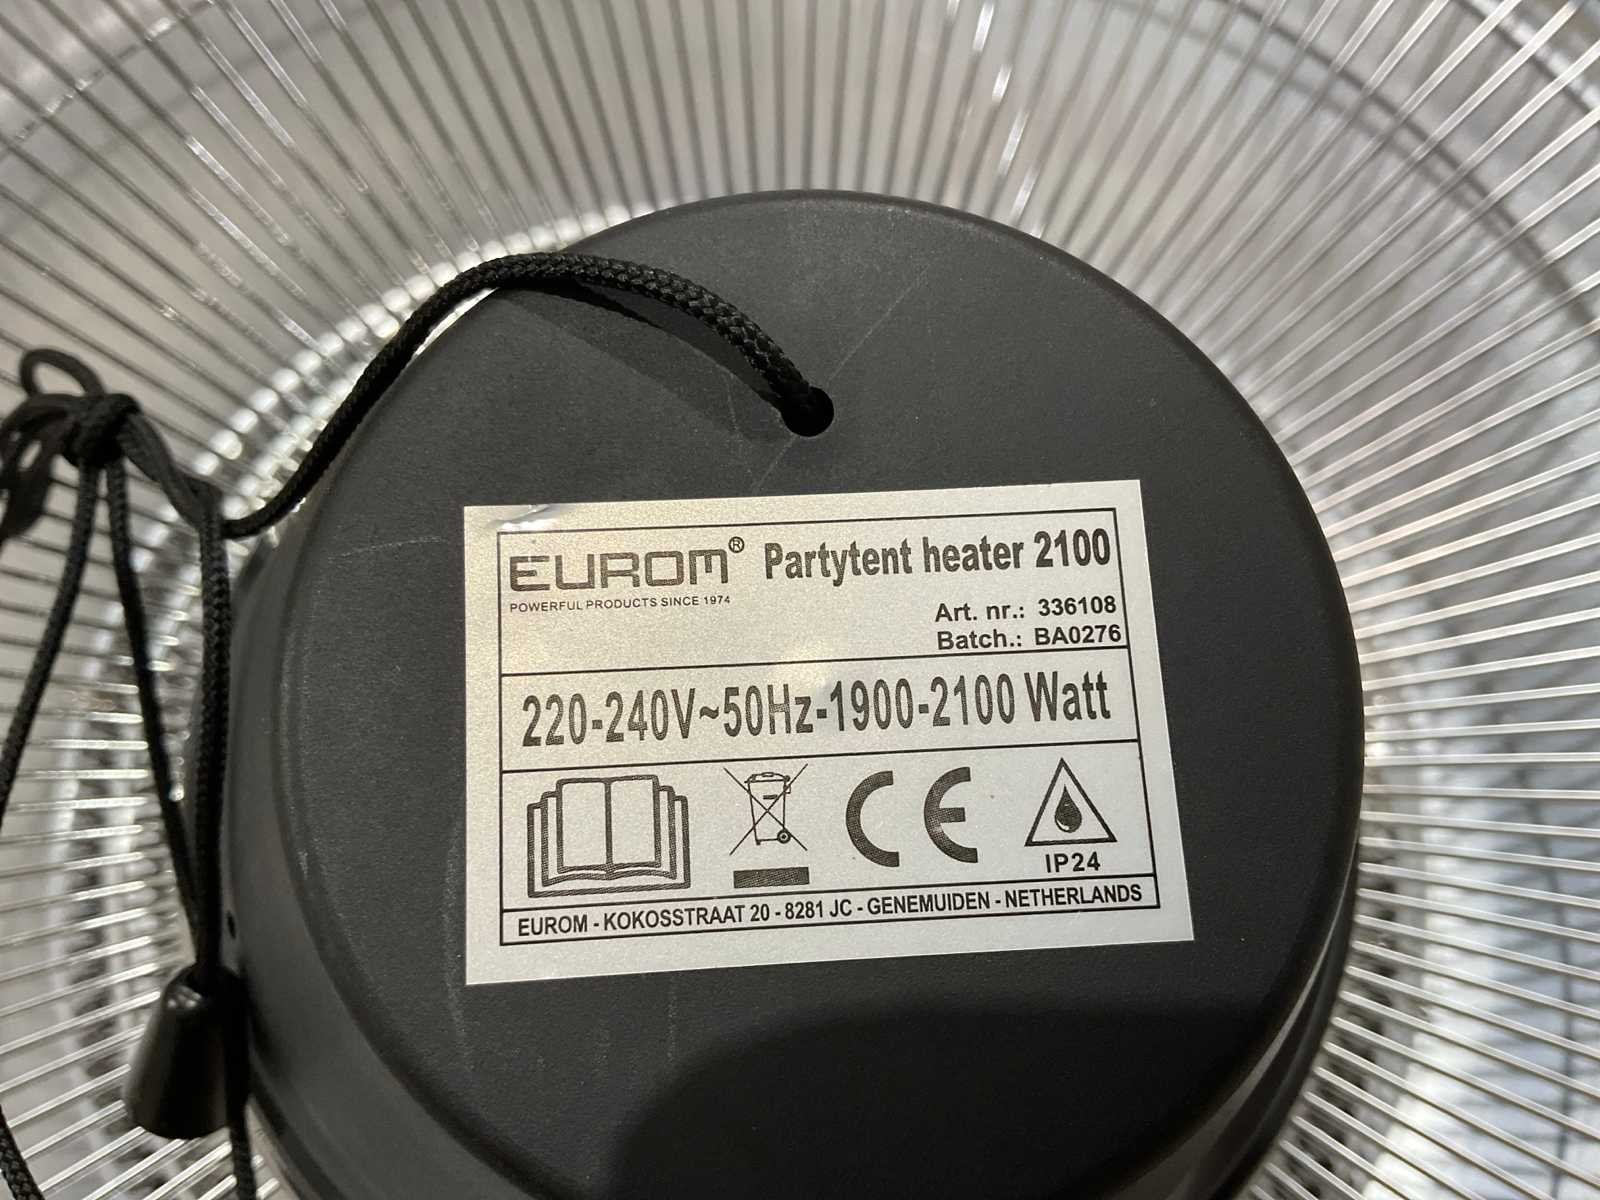 EUROM® Partytent heater 2100
POWERFUL PRODUCTS SINCE 1974
Art. nr.: 336108
Batch.: BA0276
220-240V~50Hz-1900-2100 Watt
CE
IP24
EUROM - KOKOSSTRAAT 20 - 8281 JC - GENEMUIDEN - NETHERLANDS